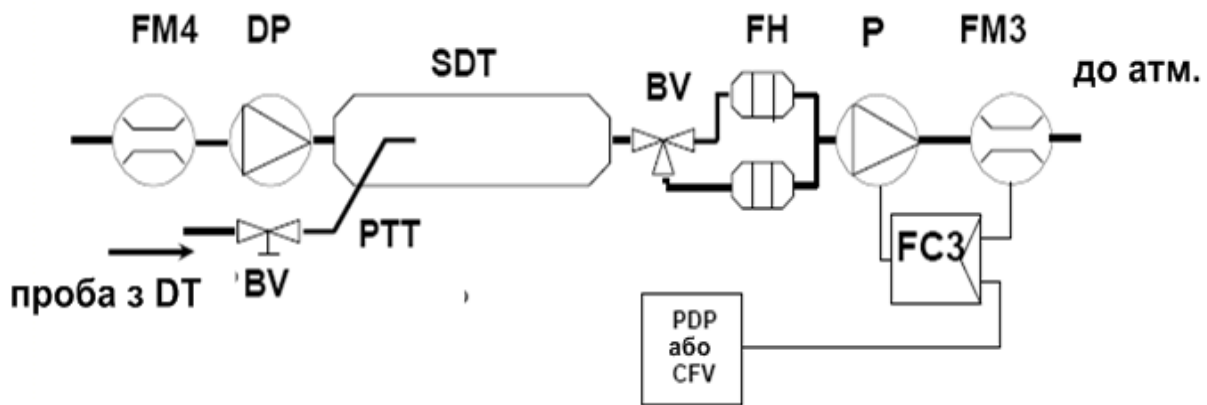 FM4 DP SDT BV FH P FM3 до атм.
PTT
BV
проба з DT
FC3
PDP
або
CFV